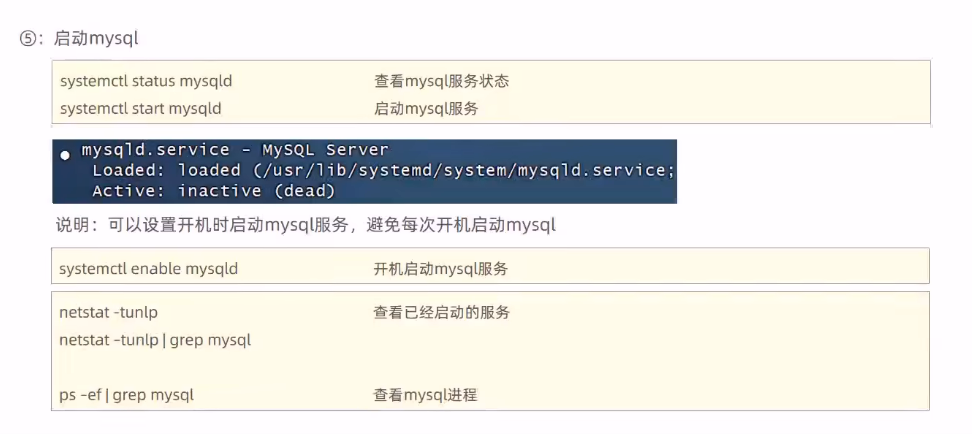 ⑤：启动mysql
systemctl status mysqld 查看mysql服务状态
systemctl start mysqld 启动mysql服务
● mysqld.service - MySQL Server
Loaded: loaded (/usr/lib/systemd/system/mysqld.service;
Active: inactive (dead)
说明：可以设置开机时启动mysql服务，避免每次开机启动mysql
systemctl enable mysqld 开机启动mysql服务
netstat -tunlp 查看已经启动的服务
netstat -tunlp | grep mysql
ps -ef | grep mysql 查看mysql进程